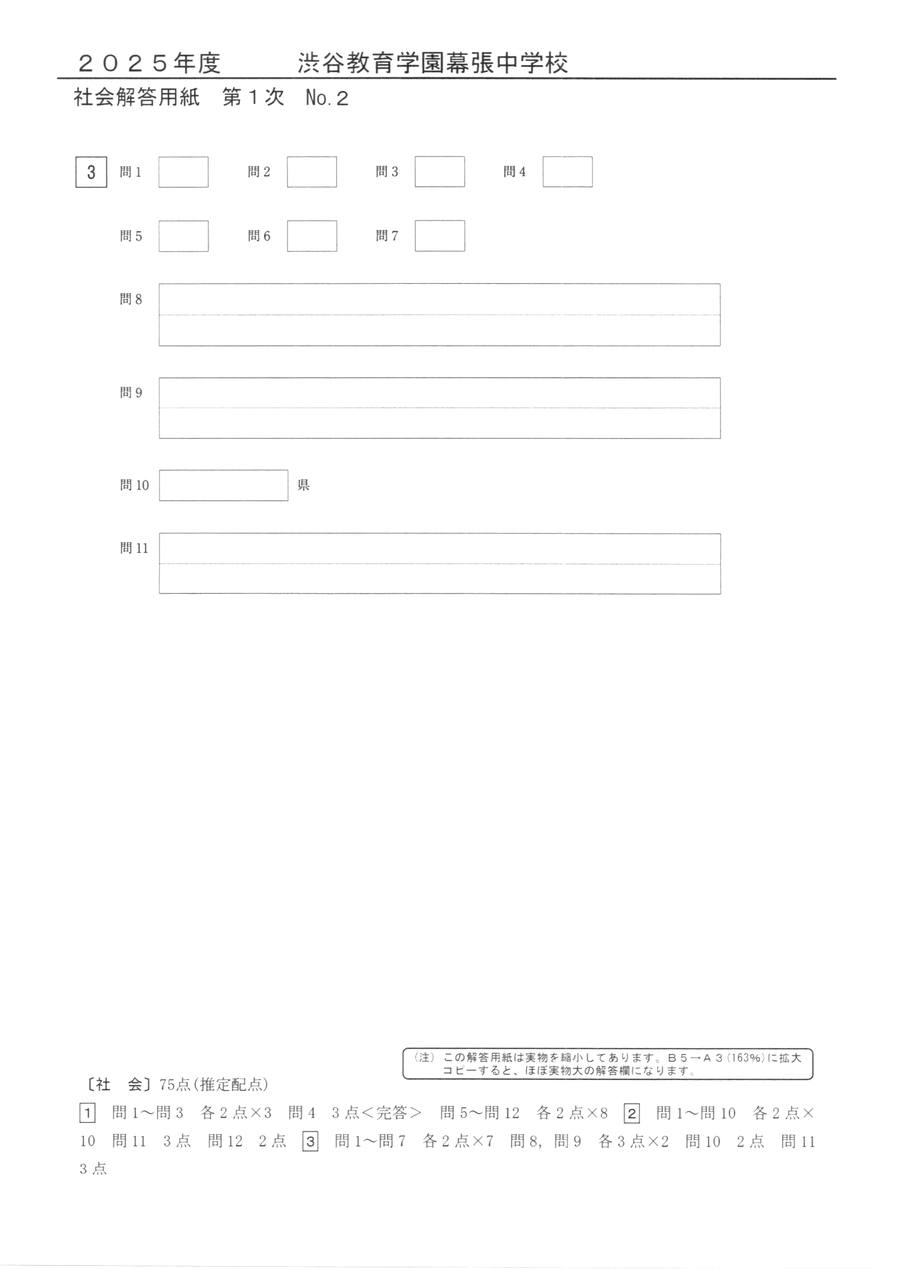 ２０２５年度　渋谷教育学園幕張中学校
社会解答用紙　第１次　No.２
3　問1　問2　問3　問4
問5　問6　問7
問8
問9
問10　県
問11
（注）この解答用紙は実物を縮小してあります。Ｂ５→Ａ３(163%)に拡大
コピーすると、ほぼ実物大の解答欄になります。
〔社　会〕75点(推定配点)
1　問1～問3　各2点×3　問4　3点＜完答＞　問5～問12　各2点×8　2　問1～問10　各2点×
10　問11　3点　問12　2点　3　問1～問7　各2点×7　問8，問9　各3点×2　問10　2点　問11
3点